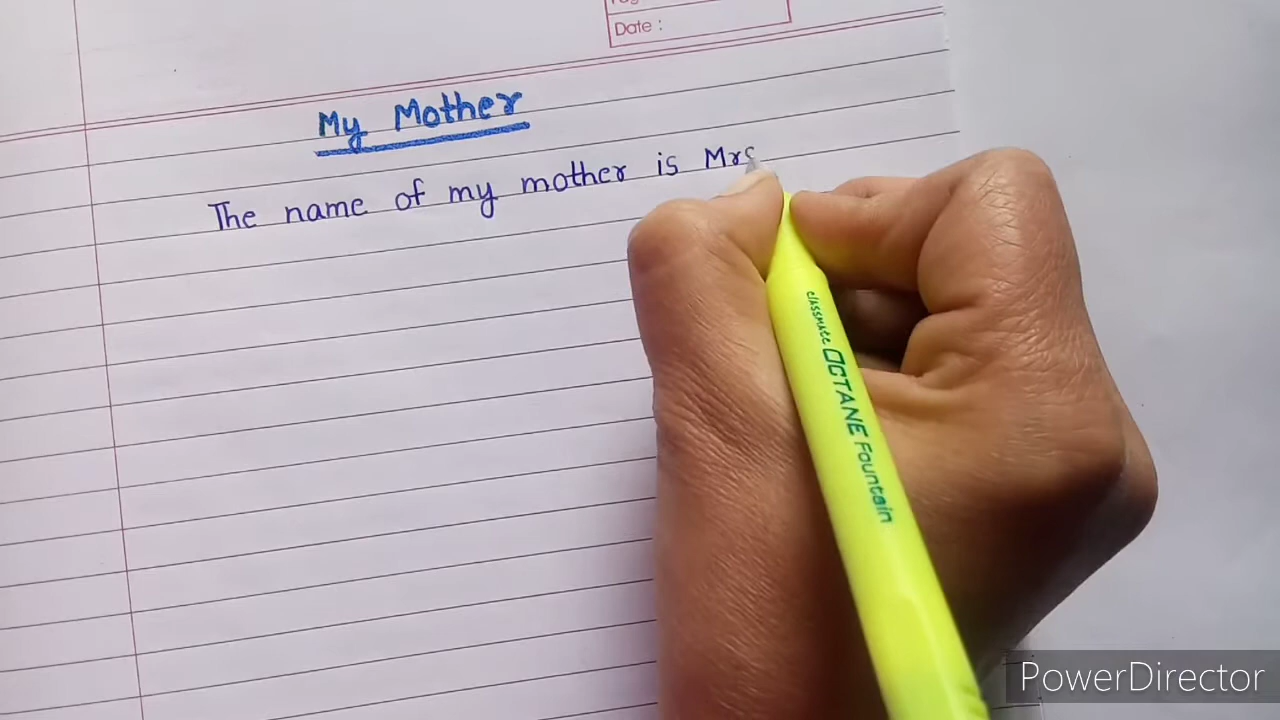 Date :
My Mother
The name of my mother is Mrs
classmate OCTANE Fountain
PowerDirector